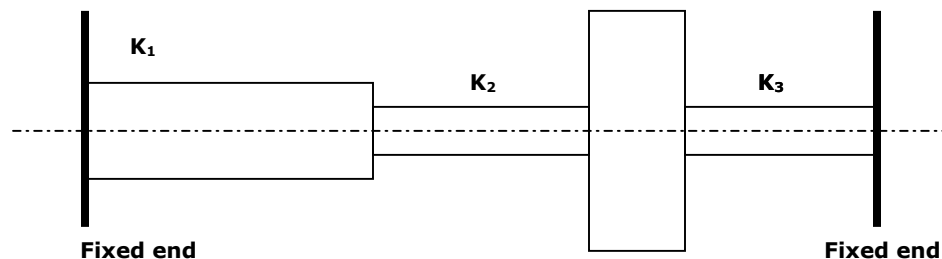 K₁
K₂
K₃
Fixed end
Fixed end